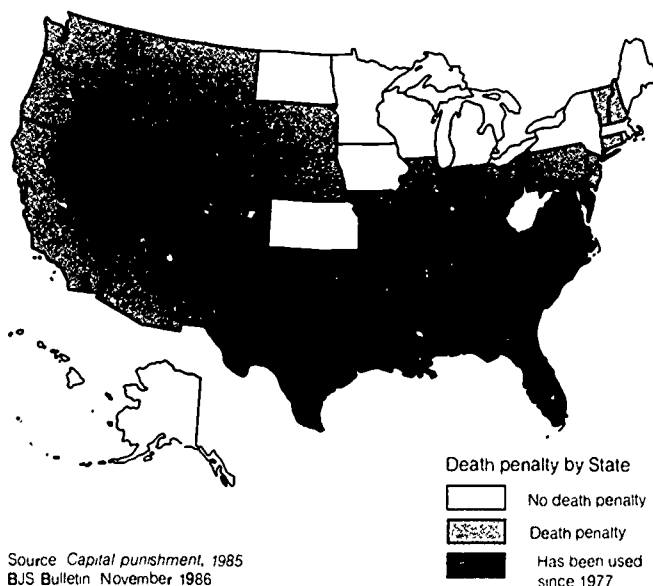 Death penalty by State
No death penalty
Death penalty
Has been used
since 1977
Source Capital punishment, 1985
BJS Bulletin November 1986